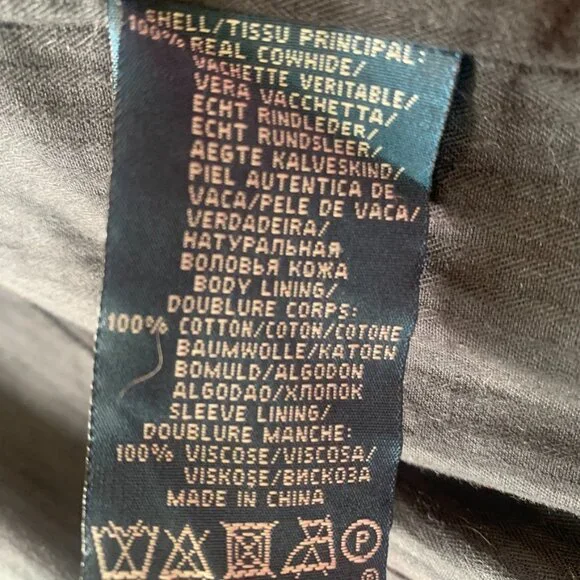 SHELL/TISSU PRINCIPAL:
100% REAL COWHIDE/
VACHETTE VERITABLE/
VERA VACCHETTA/
ECHT RINDLEDER/
ECHT RUNDSLEER/
AEGTE KALVESKIND/
PIEL AUTENTICA DE
VACA/PELE DE VACA/
VERDADEIRA/
НАТУРАЛЬНАЯ
ВОЛОВЬЯ КОЖА
BODY LINING/
DOUBLURE CORPS:
100% COTTON/COTON/COTONE
BAUMWOLLE/KATOEN
BOMULD/ALGODON
ALGODAO/ХЛОПОК
SLEEVE LINING/
DOUBLURE MANCHE:
100% VISCOSE/VISCOSA/
VISKOSE/ВИСКОЗА
MADE IN CHINA
P